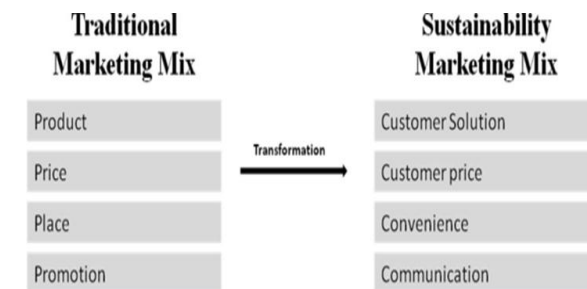 Traditional
Marketing Mix
Sustainability
Marketing Mix
Product
Price
Place
Promotion
Transformation
Customer Solution
Customer price
Convenience
Communication